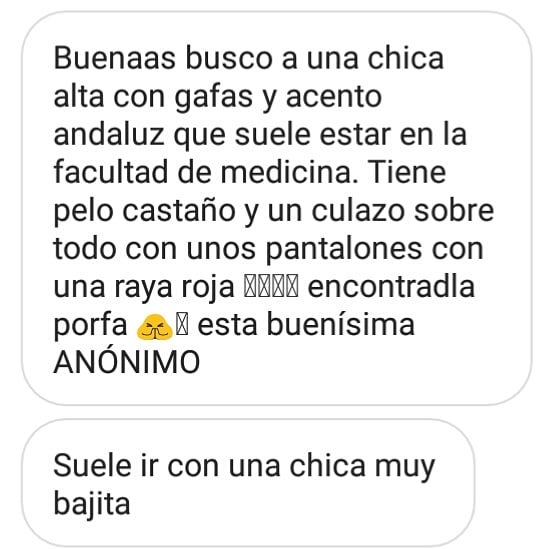 Buenaas busco a una chica
alta con gafas y acento
andaluz que suele estar en la
facultad de medicina. Tiene
pelo castaño y un culazo sobre
todo con unos pantalones con
una raya roja encontradla
porfa 🙏 esta buenísima
ANÓNIMO
Suele ir con una chica muy
bajita